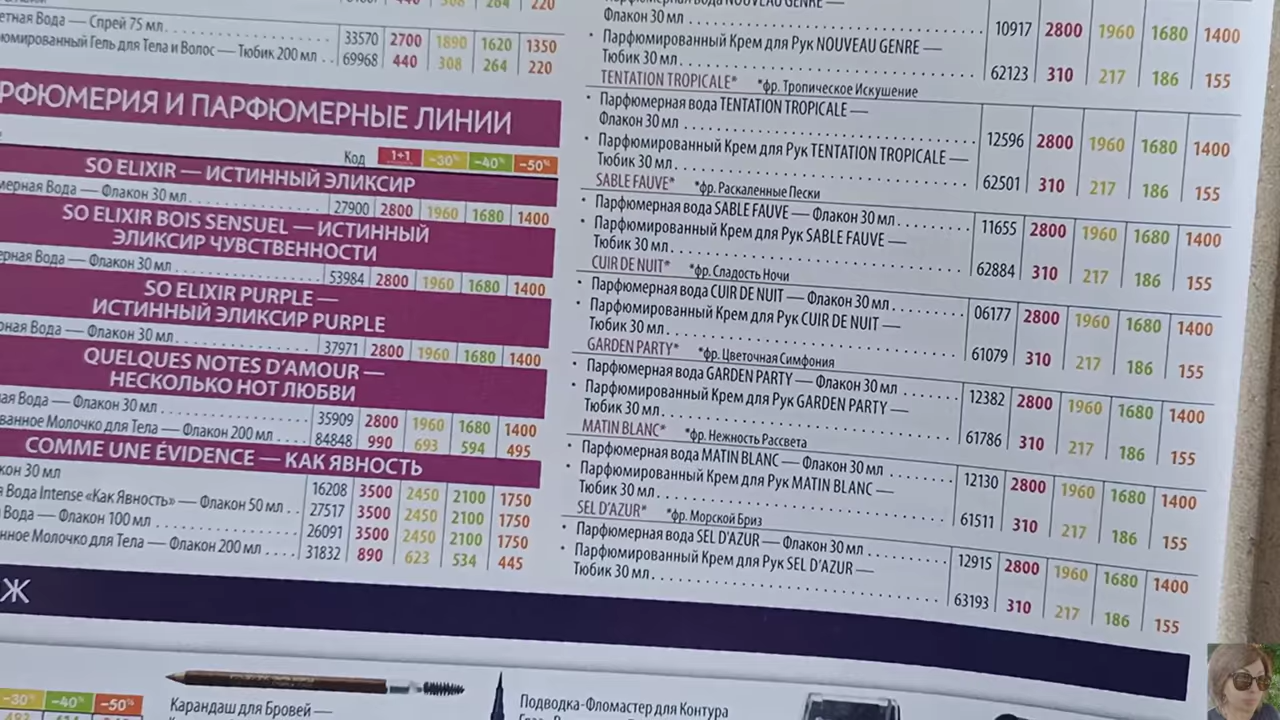 440 308 264 220
етная Вода — Спрей 75 мл 33570 2700 1890 1620 1350
юмированный Гель для Тела и Волос — Тюбик 200 мл 69968 440 308 264 220
РФЮМЕРИЯ И ПАРФЮМЕРНЫЕ ЛИНИИ
Код 1+1 -30% -40% -50%
SO ELIXIR — ИСТИННЫЙ ЭЛИКСИР
мерная Вода — Флакон 30 мл 27900 2800 1960 1680 1400
SO ELIXIR BOIS SENSUEL — ИСТИННЫЙ
ЭЛИКСИР ЧУВСТВЕННОСТИ
ерная Вода — Флакон 30 мл 53984 2800 1960 1680 1400
SO ELIXIR PURPLE —
ИСТИННЫЙ ЭЛИКСИР PURPLE
рная Вода — Флакон 30 мл 37971 2800 1960 1680 1400
QUELQUES NOTES D'AMOUR —
НЕСКОЛЬКО НОТ ЛЮБВИ
ная Вода — Флакон 30 мл 35909 2800 1960 1680 1400
ванное Молочко для Тела — Флакон 200 мл 84848 990 693 594 495
COMME UNE ÉVIDENCE — КАК ЯВНОСТЬ
кон 30 мл 16208 3500 2450 2100 1750
я Вода Intense «Как Явность» — Флакон 50 мл 27517 3500 2450 2100 1750
Вода — Флакон 100 мл 26091 3500 2450 2100 1750
нное Молочко для Тела — Флакон 200 мл 31832 890 623 534 445
Ж
-30% -40% -50%
Карандаш для Бровей —
Подводка-Фломастер для Контура
Парфюмерная вода NOUVEAU GENRE —
Флакон 30 мл 10917 2800 1960 1680 1400
• Парфюмированный Крем для Рук NOUVEAU GENRE —
Тюбик 30 мл 62123 310 217 186 155
TENTATION TROPICALE* *фр. Тропическое Искушение
• Парфюмерная вода TENTATION TROPICALE —
Флакон 30 мл 12596 2800 1960 1680 1400
• Парфюмированный Крем для Рук TENTATION TROPICALE —
Тюбик 30 мл 62501 310 217 186 155
SABLE FAUVE* *фр. Раскаленные Пески
• Парфюмерная вода SABLE FAUVE — Флакон 30 мл 11655 2800 1960 1680 1400
• Парфюмированный Крем для Рук SABLE FAUVE —
Тюбик 30 мл 62884 310 217 186 155
CUIR DE NUIT* *фр. Сладость Ночи
• Парфюмерная вода CUIR DE NUIT — Флакон 30 мл 06177 2800 1960 1680 1400
• Парфюмированный Крем для Рук CUIR DE NUIT —
Тюбик 30 мл 61079 310 217 186 155
GARDEN PARTY* *фр. Цветочная Симфония
• Парфюмерная вода GARDEN PARTY — Флакон 30 мл 12382 2800 1960 1680 1400
• Парфюмированный Крем для Рук GARDEN PARTY —
Тюбик 30 мл 61786 310 217 186 155
MATIN BLANC* *фр. Нежность Рассвета
• Парфюмерная вода MATIN BLANC — Флакон 30 мл 12130 2800 1960 1680 1400
• Парфюмированный Крем для Рук MATIN BLANC —
Тюбик 30 мл 61511 310 217 186 155
SEL D'AZUR* *фр. Морской Бриз
• Парфюмерная вода SEL D'AZUR — Флакон 30 мл 12915 2800 1960 1680 1400
• Парфюмированный Крем для Рук SEL D'AZUR —
Тюбик 30 мл 63193 310 217 186 155